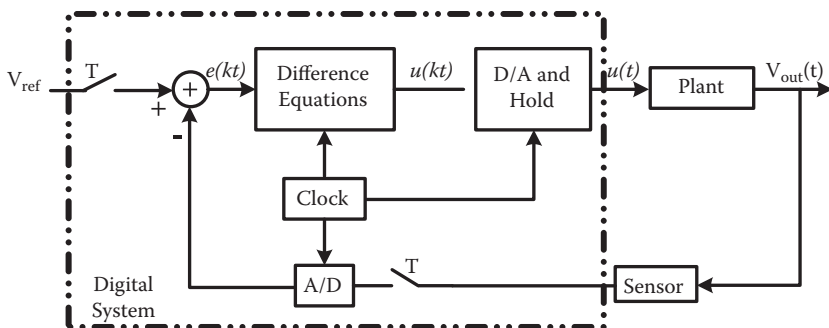 V_ref
T
+
-
+
e(kt)
Difference
Equations
u(kt)
D/A and
Hold
u(t)
Plant
V_out(t)
Clock
A/D
T
Sensor
Digital
System